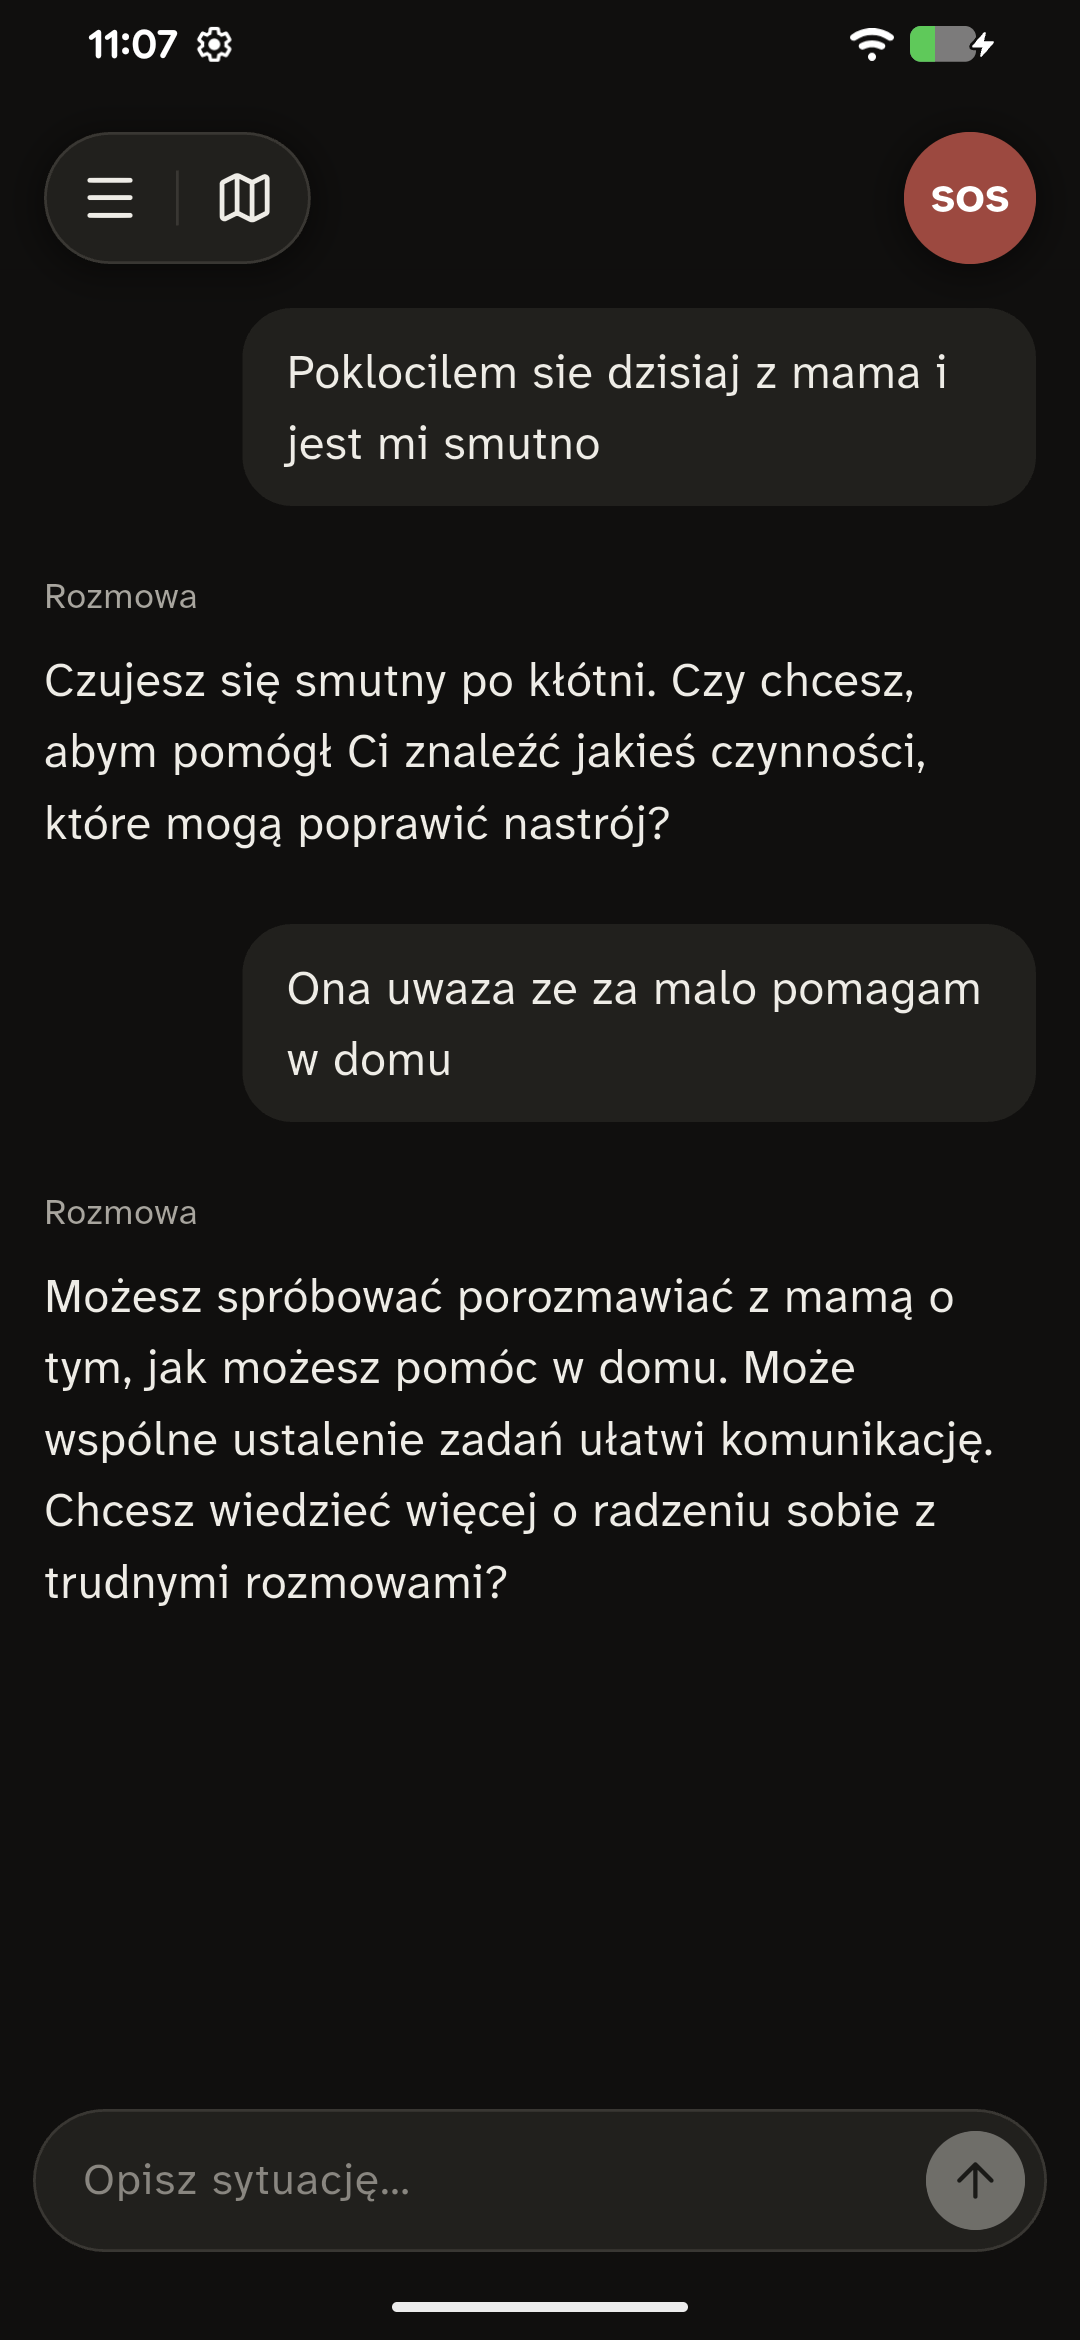 11:07
SOS
Poklocilem sie dzisiaj z mama i
jest mi smutno
Rozmowa
Czujesz się smutny po kłótni. Czy chcesz,
abym pomógł Ci znaleźć jakieś czynności,
które mogą poprawić nastrój?
Ona uwaza ze za malo pomagam
w domu
Rozmowa
Możesz spróbować porozmawiać z mamą o
tym, jak możesz pomóc w domu. Może
wspólne ustalenie zadań ułatwi komunikację.
Chcesz wiedzieć więcej o radzeniu sobie z
trudnymi rozmowami?
Opisz sytuację...